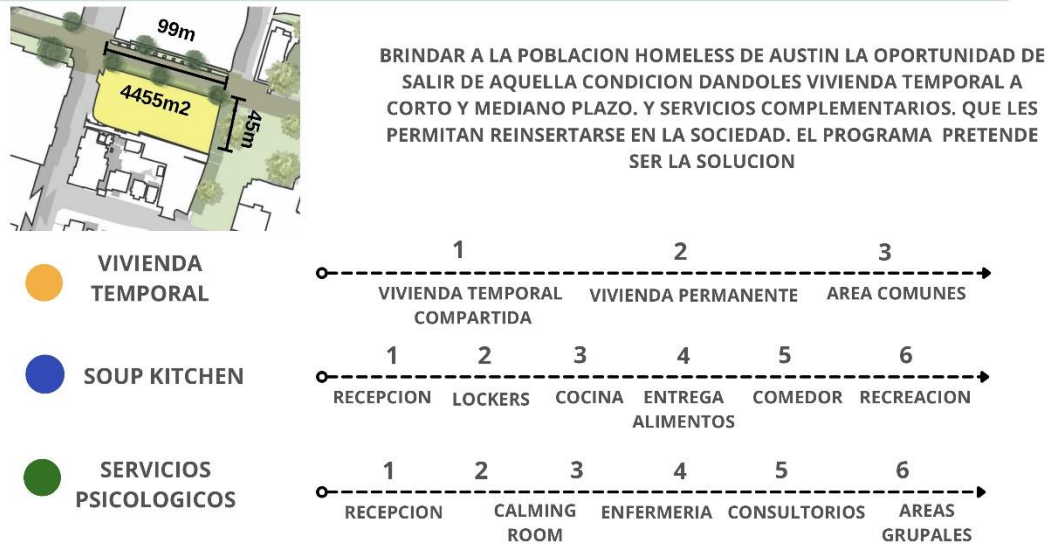 99m
4455m2
45m
BRINDAR A LA POBLACION HOMELESS DE AUSTIN LA OPORTUNIDAD DE
SALIR DE AQUELLA CONDICION DANDOLES VIVIENDA TEMPORAL A
CORTO Y MEDIANO PLAZO. Y SERVICIOS COMPLEMENTARIOS. QUE LES
PERMITAN REINSERTARSE EN LA SOCIEDAD. EL PROGRAMA PRETENDE
SER LA SOLUCION
VIVIENDA
TEMPORAL
1 2 3
VIVIENDA TEMPORAL
COMPARTIDA
VIVIENDA PERMANENTE
AREA COMUNES
SOUP KITCHEN
1 2 3 4 5 6
RECEPCION
LOCKERS
COCINA
ENTREGA
ALIMENTOS
COMEDOR
RECREACION
SERVICIOS
PSICOLOGICOS
1 2 3 4 5 6
RECEPCION
CALMING
ROOM
ENFERMERIA
CONSULTORIOS
AREAS
GRUPALES